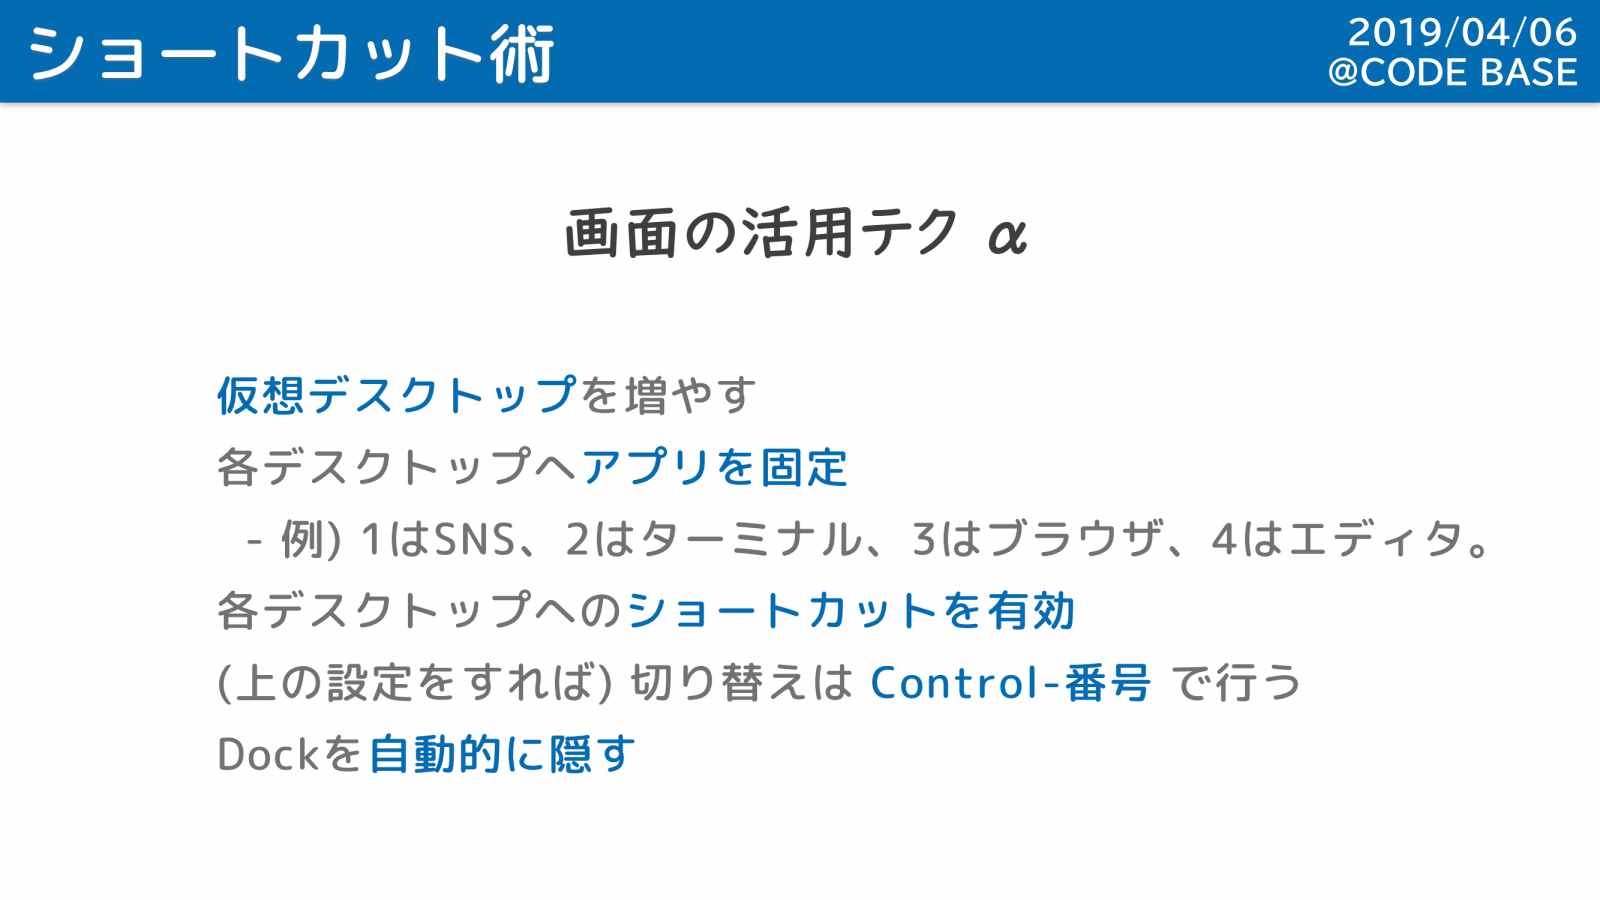 ショートカット術
2019/04/06
@CODE BASE
画面の活用テク α
仮想デスクトップを増やす
各デスクトップへアプリを固定
- 例) 1はSNS、2はターミナル、3はブラウザ、4はエディタ。
各デスクトップへのショートカットを有効
(上の設定をすれば) 切り替えは Control-番号 で行う
Dockを自動的に隠す